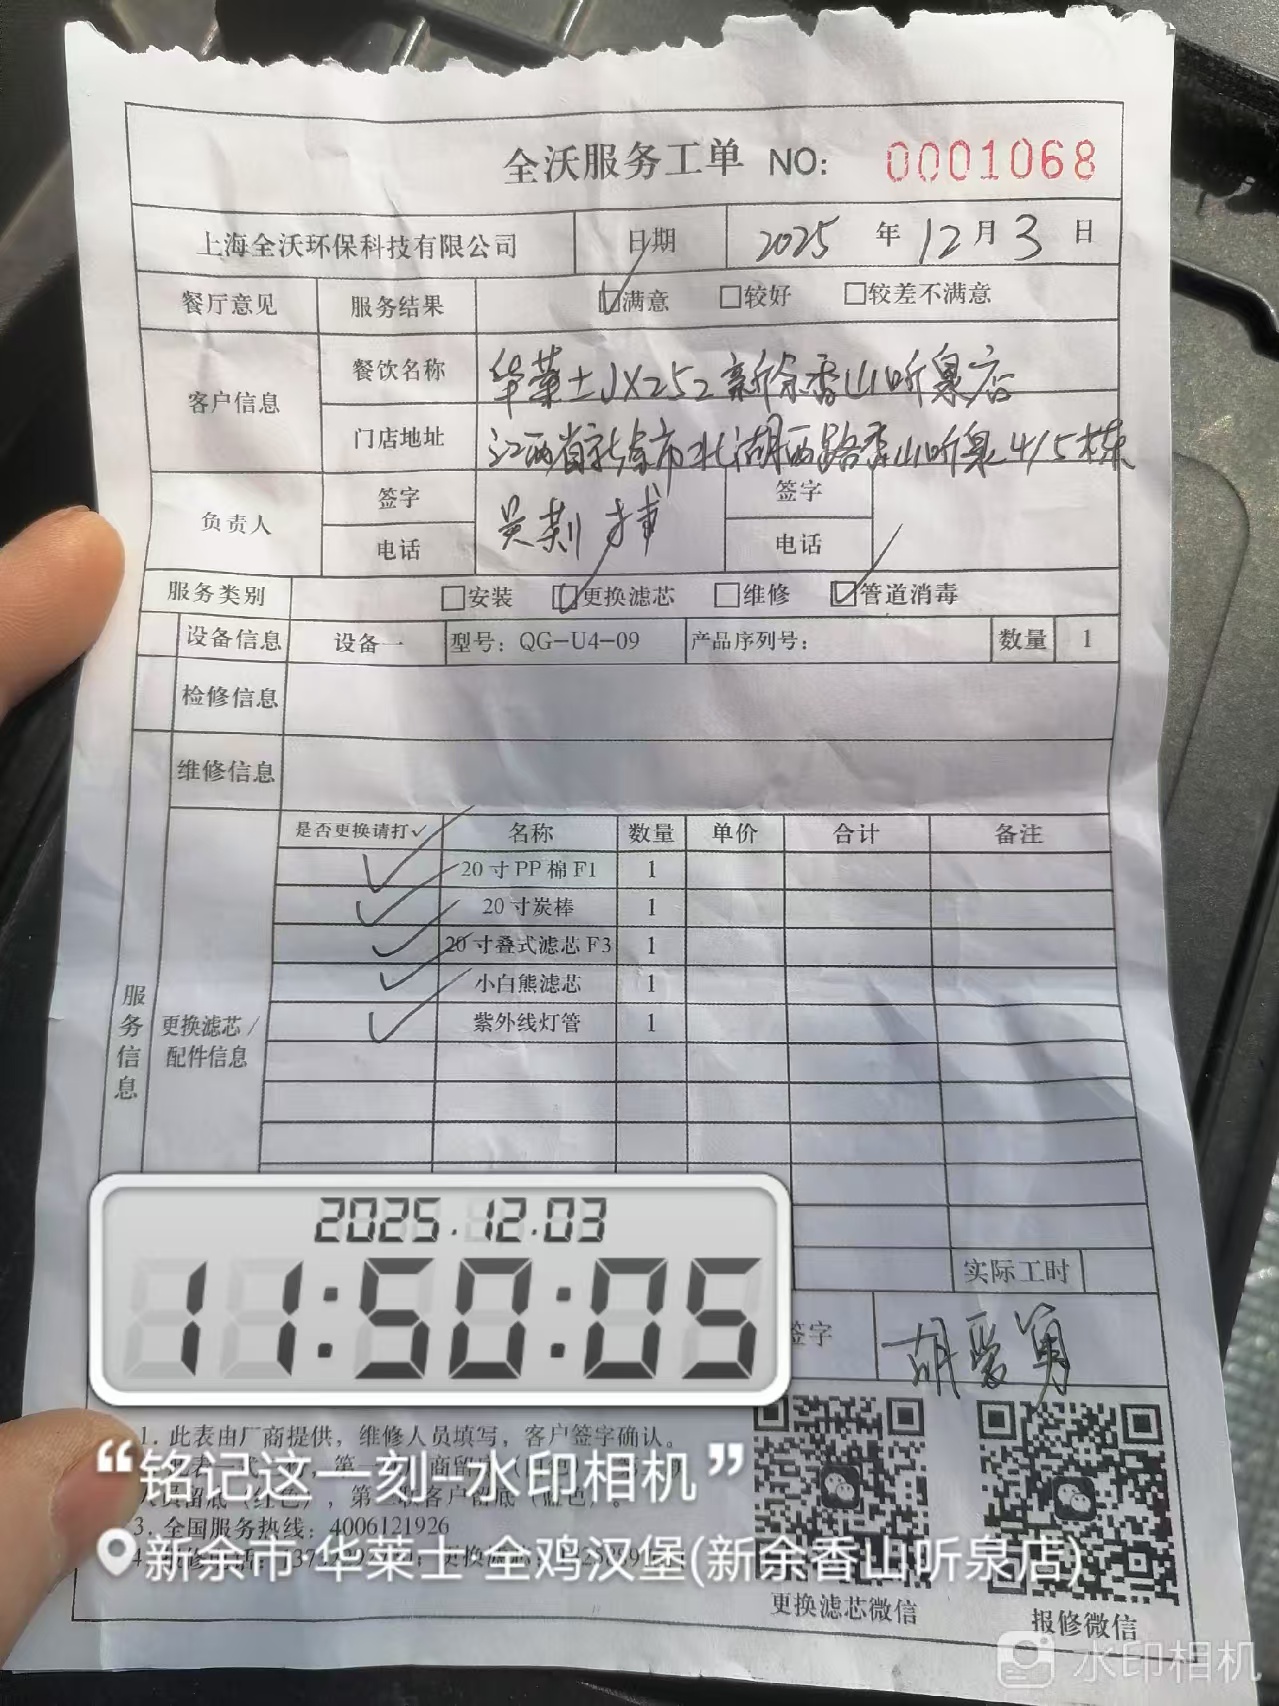 全沃服务工单 NO: 0001068
上海全沃环保科技有限公司 日期 2025 年 12 月 3 日
餐厅意见 服务结果 ☑满意 □较好 □较差不满意
客户信息 餐饮名称 华莱士JX252新余香山听泉店
门店地址 江西省新余市北湖西路香山听泉4/5栋
负责人 签字 吴莉 签字
电话 电话
服务类别 □安装 ☑更换滤芯 □维修 ☑管道消毒
设备信息 设备一 型号: QG-U4-09 产品序列号: 数量 1
检修信息
维修信息
服务信息
更换滤芯/
配件信息
是否更换请打✓ 名称 数量 单价 合计 备注
✓ 20寸PP棉F1 1
✓ 20寸炭棒 1
✓ 20寸叠式滤芯F3 1
✓ 小白熊滤芯 1
✓ 紫外线灯管 1
实际工时
签字 胡爱勇
2025.12.03
11:50:05
1. 此表由厂商提供，维修人员填写，客户签字确认。
“铭记这一刻-水印相机”
3. 全国服务热线: 4006121926
新余市·华莱士·全鸡汉堡(新余香山听泉店)
更换滤芯微信
报修微信
水印相机